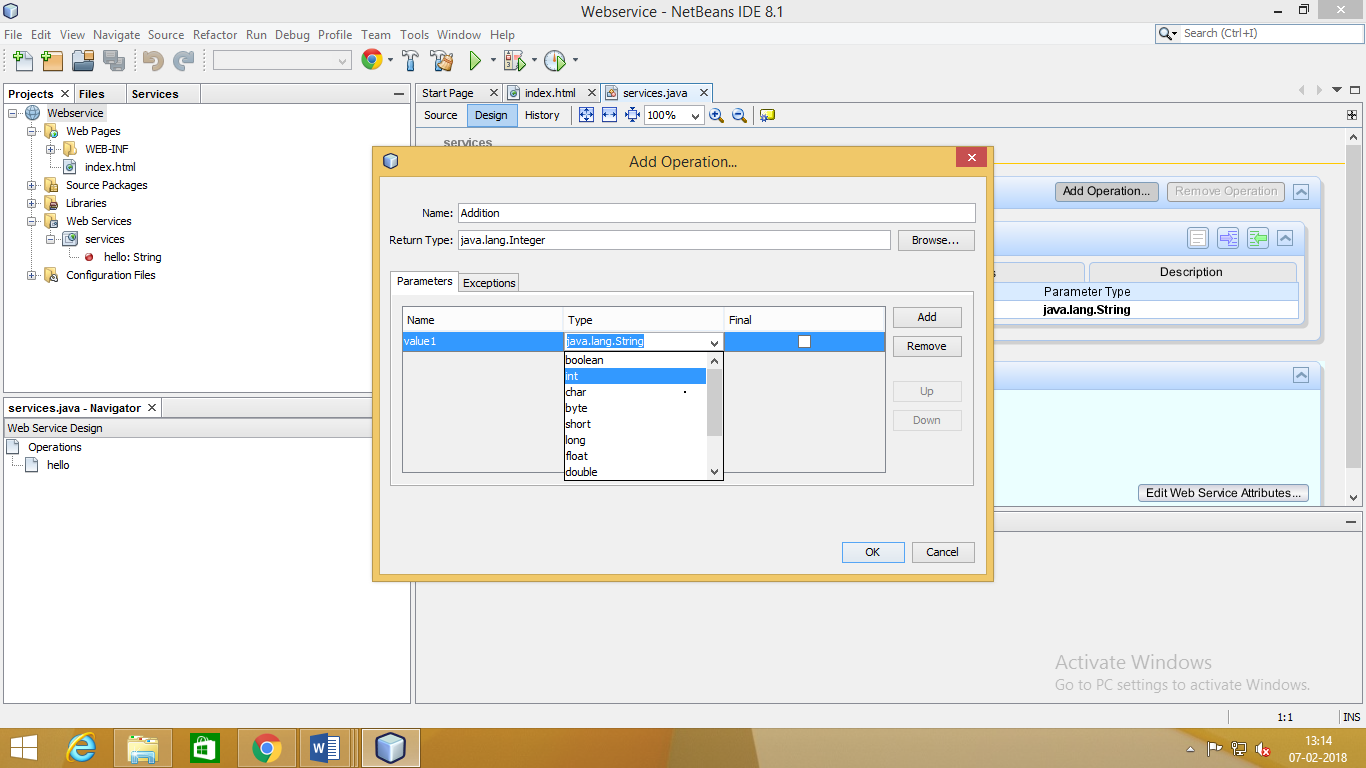 Webservice - NetBeans IDE 8.1
File Edit View Navigate Source Refactor Run Debug Profile Team Tools Window Help
Search (Ctrl+I)
Projects Files Services
Webservice
Web Pages
WEB-INF
index.html
Source Packages
Libraries
Web Services
services
hello: String
Configuration Files
services.java - Navigator
Web Service Design
Operations
hello
Start Page index.html services.java
Source Design History 100%
services
Add Operation... Remove Operation
s Description
Parameter Type
java.lang.String
Edit Web Service Attributes...
Add Operation...
Name: Addition
Return Type: java.lang.Integer Browse...
Parameters Exceptions
Name Type Final
value1 java.lang.String
boolean
int
char
byte
short
long
float
double
Add
Remove
Up
Down
OK Cancel
Activate Windows
Go to PC settings to activate Windows.
1:1 INS
13:14
07-02-2018